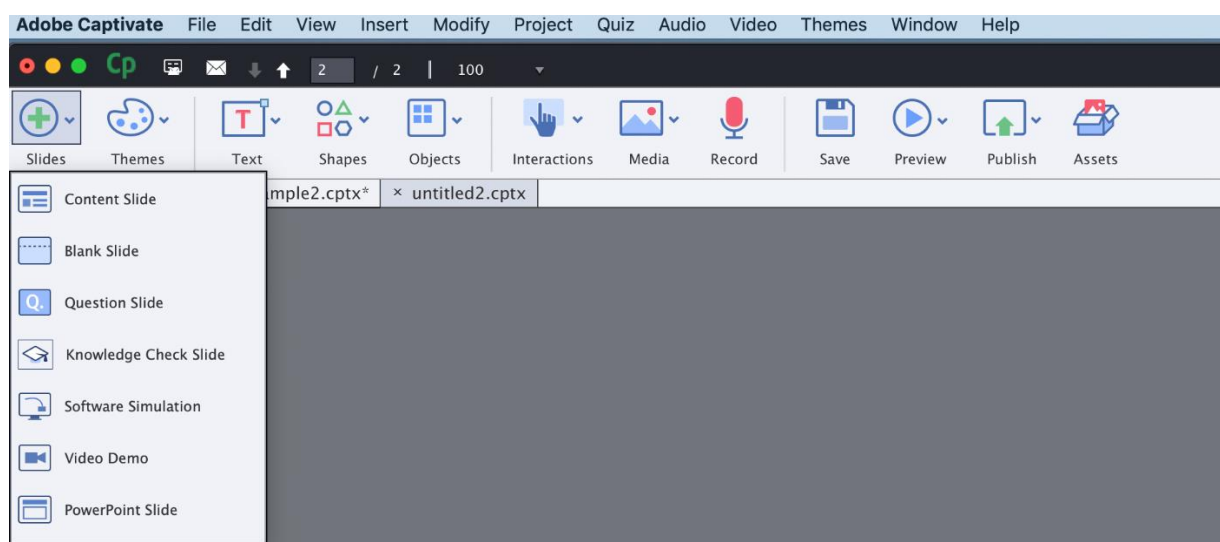 Adobe Captivate File Edit View Insert Modify Project Quiz Audio Video Themes Window Help
Cp 2 / 2 | 100
Slides Themes Text Shapes Objects Interactions Media Record Save Preview Publish Assets
Content Slide
mple2.cptx* × untitled2.cptx
Blank Slide
Q. Question Slide
Knowledge Check Slide
Software Simulation
Video Demo
PowerPoint Slide